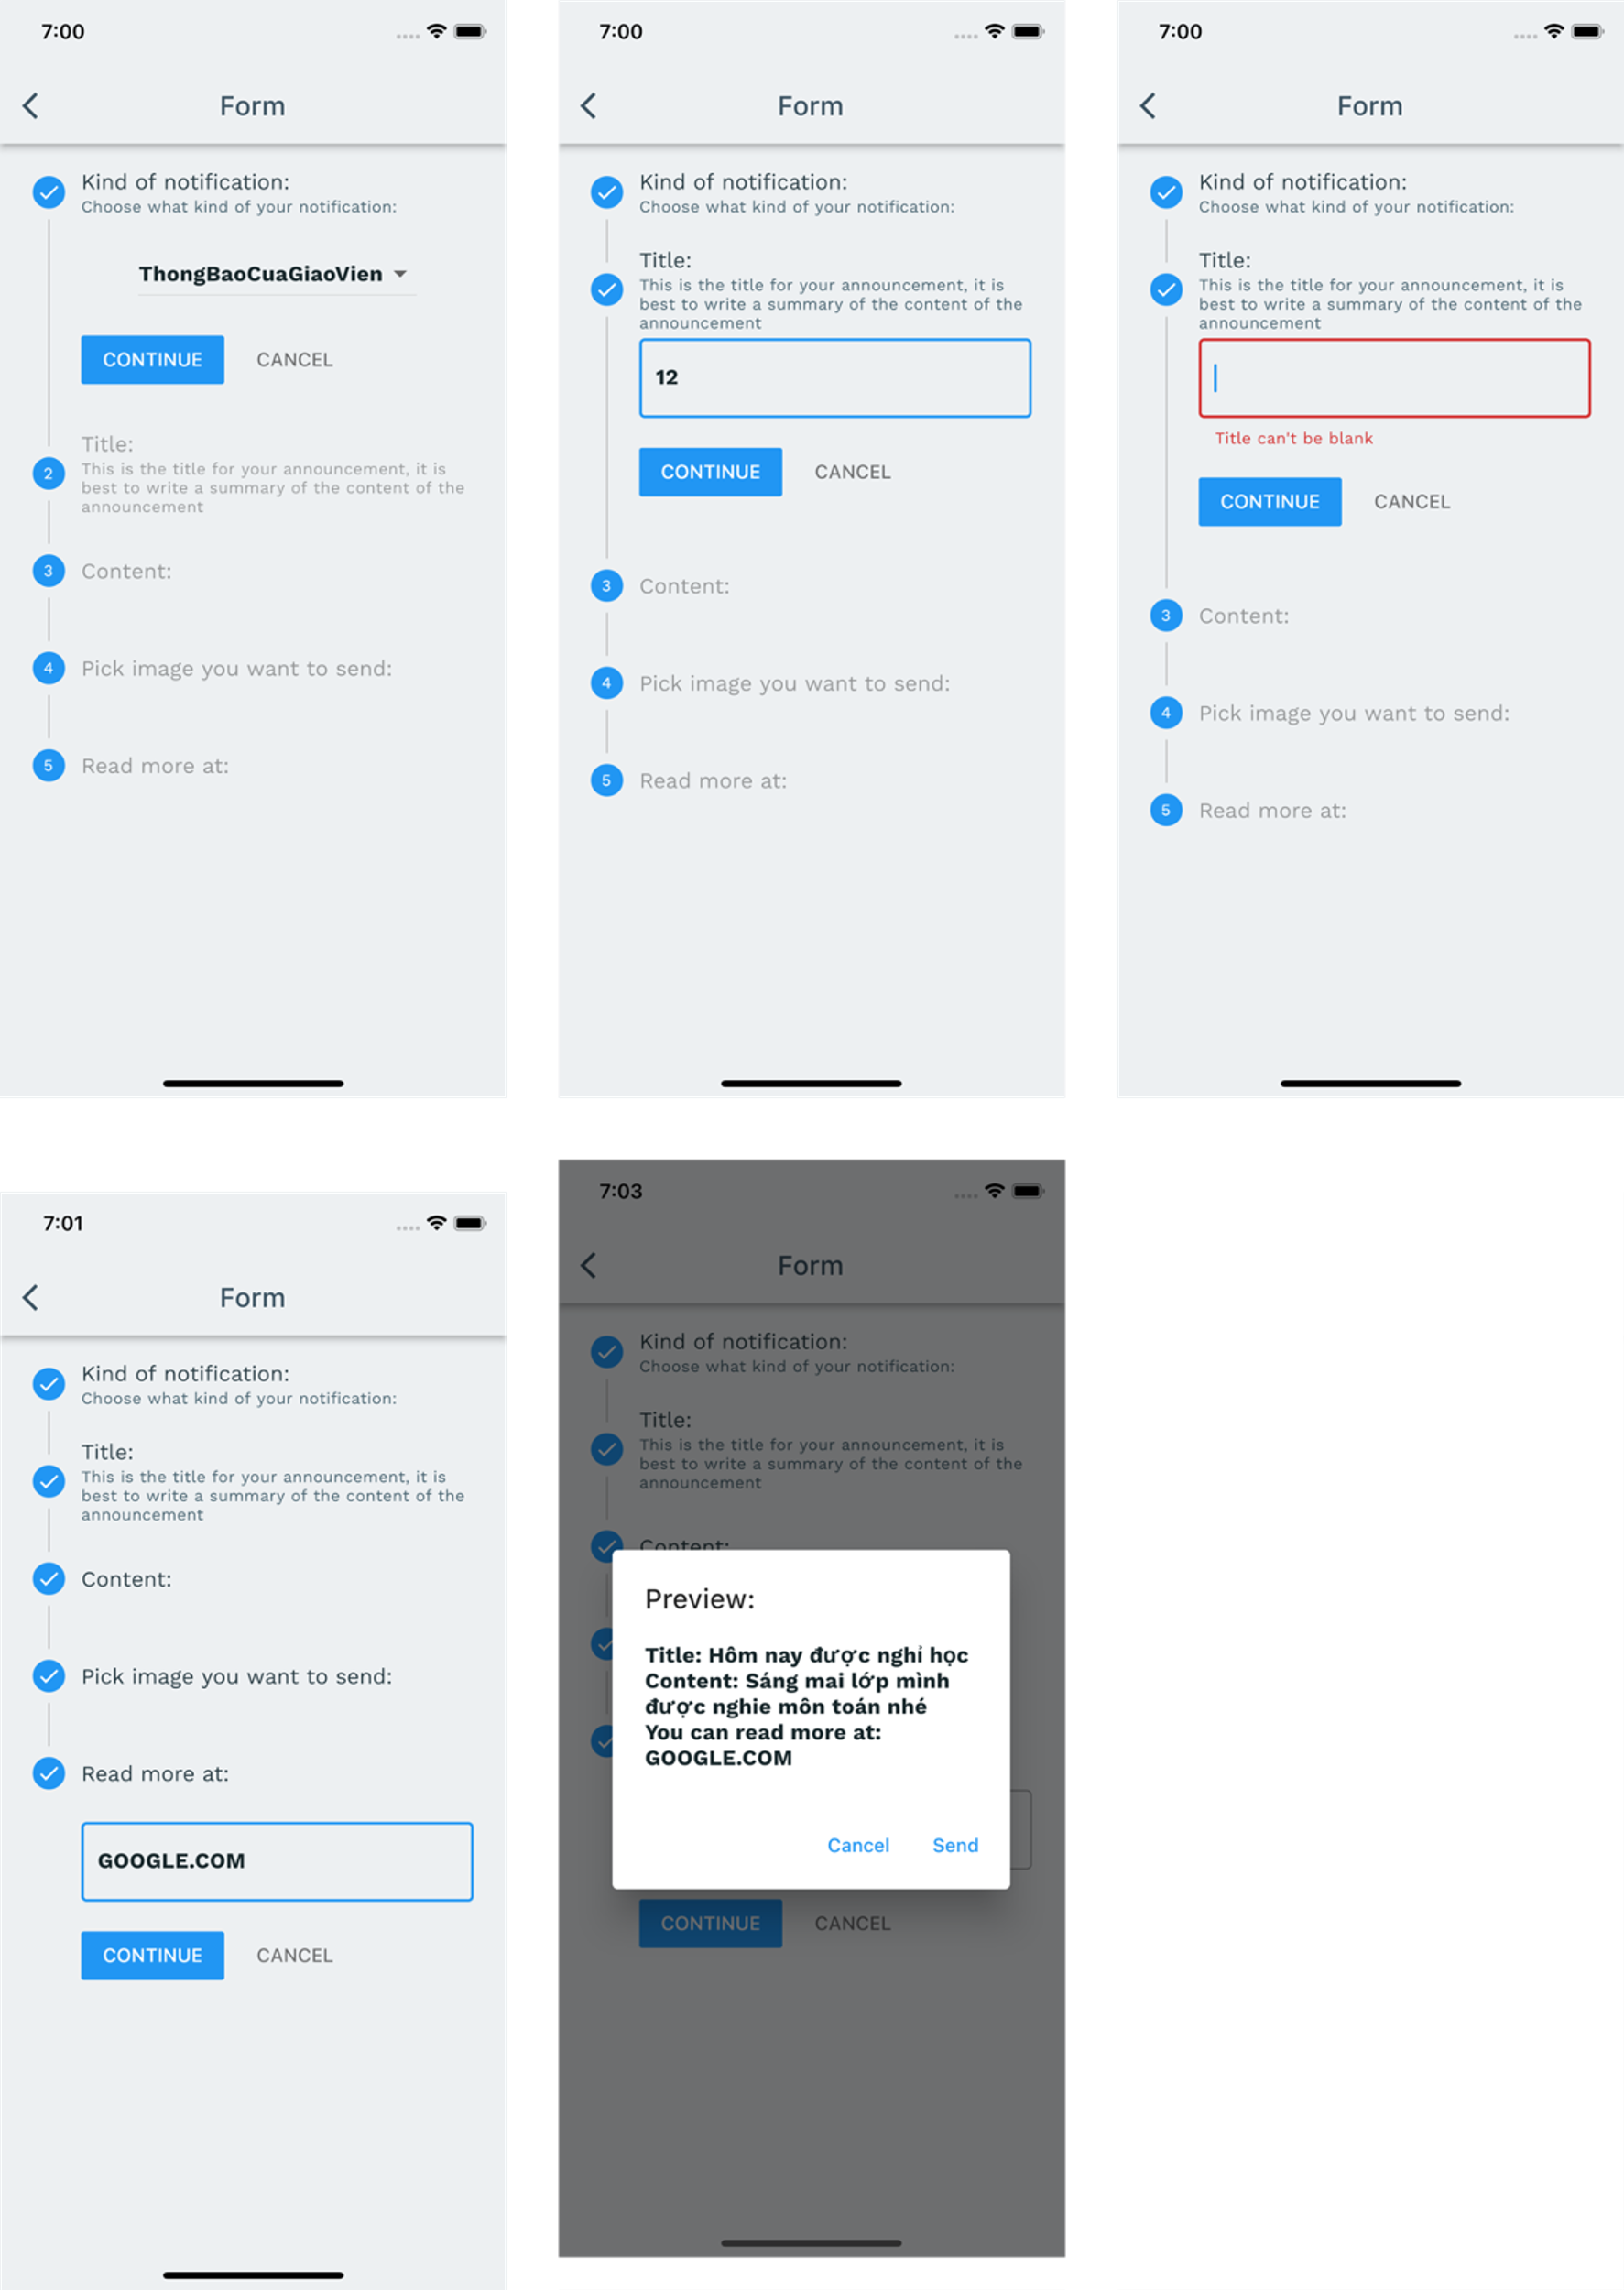 7:00
Form
Kind of notification:
Choose what kind of your notification:
ThongBaoCuaGiaoVien
CONTINUE CANCEL
Title:
2
This is the title for your announcement, it is
best to write a summary of the content of the
announcement
3 Content:
4 Pick image you want to send:
5 Read more at:
7:00
Form
Kind of notification:
Choose what kind of your notification:
Title:
This is the title for your announcement, it is
best to write a summary of the content of the
announcement
12
CONTINUE CANCEL
3 Content:
4 Pick image you want to send:
5 Read more at:
7:00
Form
Kind of notification:
Choose what kind of your notification:
Title:
This is the title for your announcement, it is
best to write a summary of the content of the
announcement
Title can't be blank
CONTINUE CANCEL
3 Content:
4 Pick image you want to send:
5 Read more at:
7:01
Form
Kind of notification:
Choose what kind of your notification:
Title:
This is the title for your announcement, it is
best to write a summary of the content of the
announcement
Content:
Pick image you want to send:
Read more at:
GOOGLE.COM
CONTINUE CANCEL
7:03
Form
Kind of notification:
Choose what kind of your notification:
Title:
This is the title for your announcement, it is
best to write a summary of the content of the
announcement
Content:
Preview:
Title: Hôm nay được nghỉ học
Content: Sáng mai lớp mình
được nghie môn toán nhé
You can read more at:
GOOGLE.COM
Cancel Send
CONTINUE CANCEL